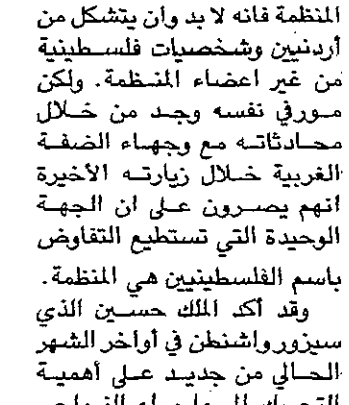 المنظمة فانه لا بد وان يتشكل من
أردنيين وشخصيات فلسطينية
من غير اعضاء المنظمة. ولكن
مورفي نفسه وجد من خلال
محادثاته مع وجهاء الضفة
الغربية خلال زيارته الأخيرة
انهم يصرون على ان الجهة
الوحيدة التي تستطيع التفاوض
باسم الفلسطينيين هي المنظمة.
وقد أكد الملك حسين الذي
سيزور واشنطن في أواخر الشهر
الحالي من جديد على أهمية